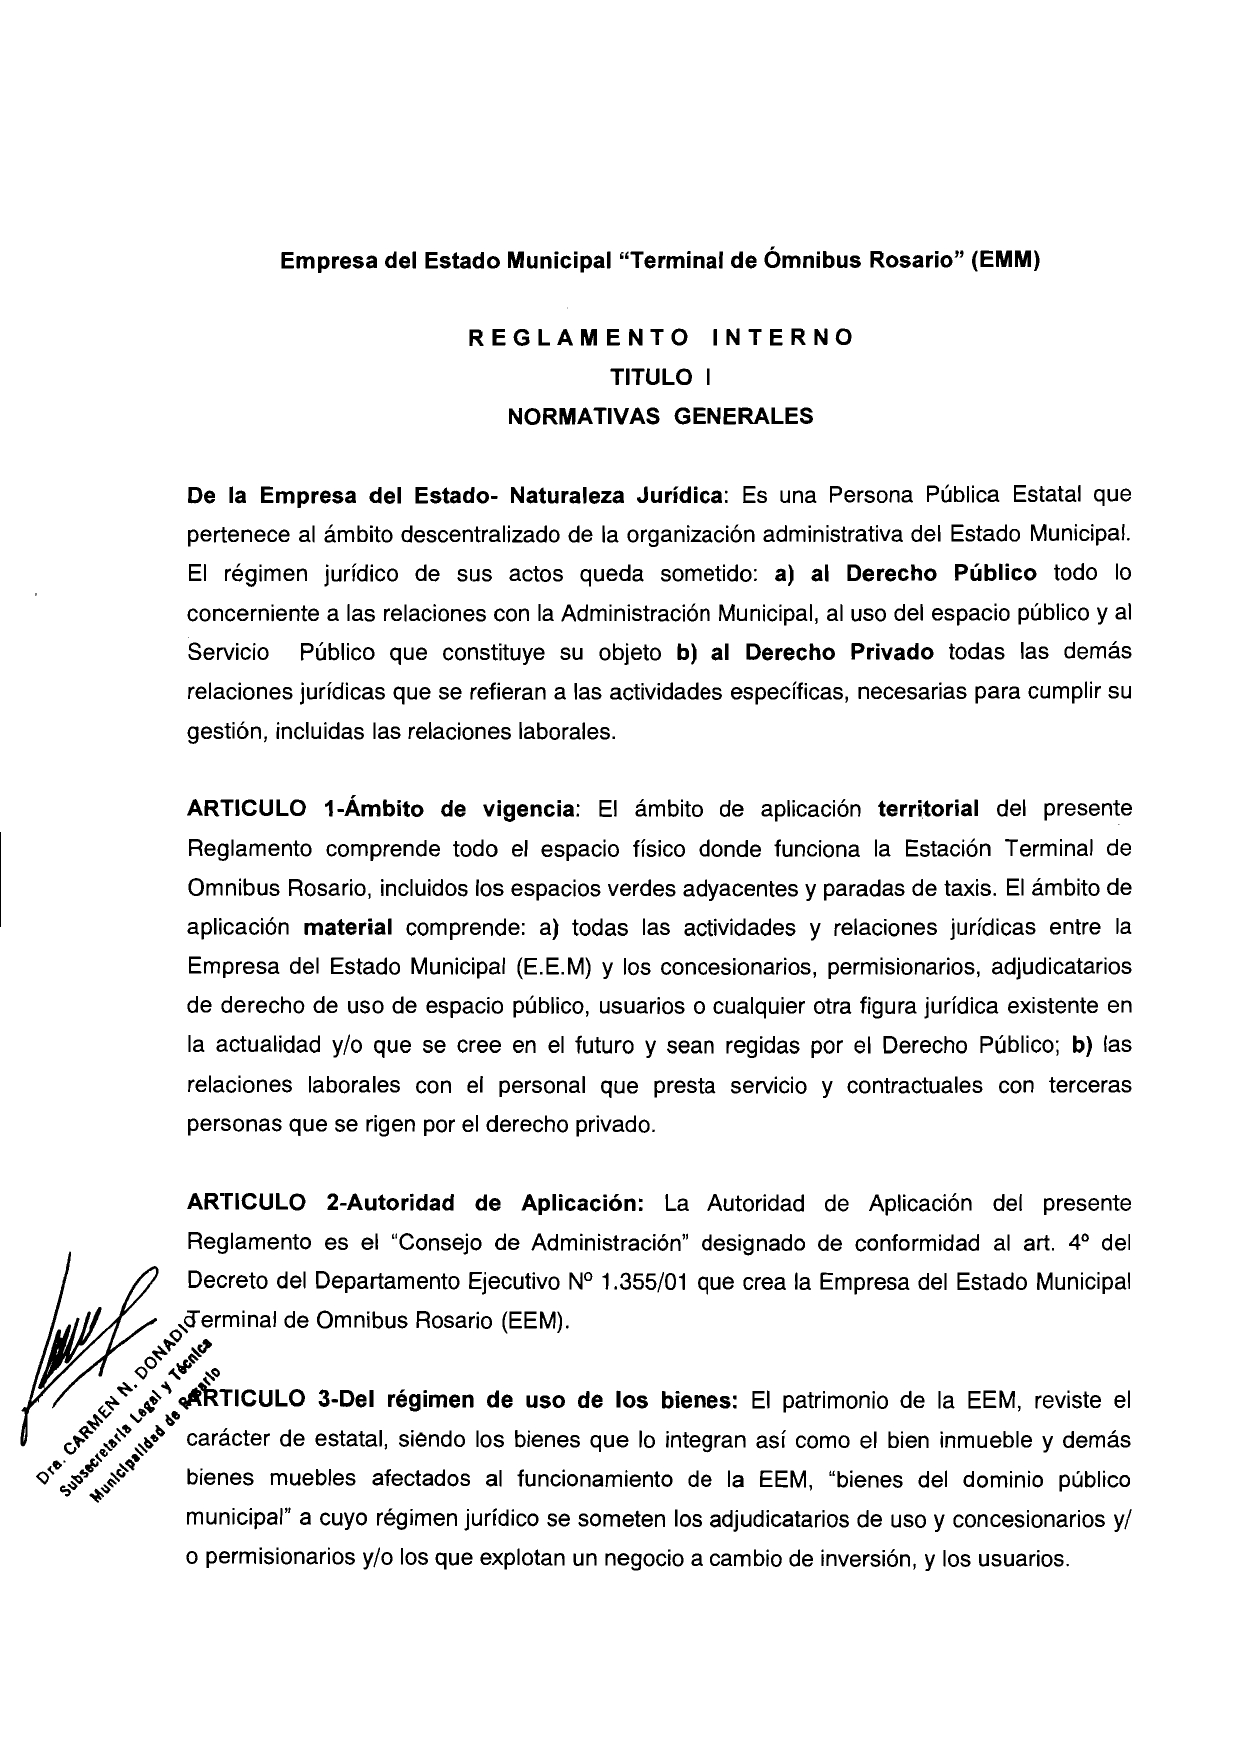 Empresa del Estado Municipal “Terminal de Ómnibus Rosario” (EMM)
REGLAMENTO INTERNO
TITULO I
NORMATIVAS GENERALES
De la Empresa del Estado- Naturaleza Jurídica: Es una Persona Pública Estatal que
pertenece al ámbito descentralizado de la organización administrativa del Estado Municipal.
El régimen jurídico de sus actos queda sometido: a) al Derecho Público todo lo
concerniente a las relaciones con la Administración Municipal, al uso del espacio público y al
Servicio Público que constituye su objeto b) al Derecho Privado todas las demás
relaciones jurídicas que se refieran a las actividades específicas, necesarias para cumplir su
gestión, incluidas las relaciones laborales.
ARTICULO 1-Ámbito de vigencia: El ámbito de aplicación territorial del presente
Reglamento comprende todo el espacio físico donde funciona la Estación Terminal de
Omnibus Rosario, incluidos los espacios verdes adyacentes y paradas de taxis. El ámbito de
aplicación material comprende: a) todas las actividades y relaciones jurídicas entre la
Empresa del Estado Municipal (E.E.M) y los concesionarios, permisionarios, adjudicatarios
de derecho de uso de espacio público, usuarios o cualquier otra figura jurídica existente en
la actualidad y/o que se cree en el futuro y sean regidas por el Derecho Público; b) las
relaciones laborales con el personal que presta servicio y contractuales con terceras
personas que se rigen por el derecho privado.
ARTICULO 2-Autoridad de Aplicación: La Autoridad de Aplicación del presente
Reglamento es el “Consejo de Administración” designado de conformidad al art. 4º del
Decreto del Departamento Ejecutivo Nº 1.355/01 que crea la Empresa del Estado Municipal
Terminal de Omnibus Rosario (EEM).
ARTICULO 3-Del régimen de uso de los bienes: El patrimonio de la EEM, reviste el
carácter de estatal, siendo los bienes que lo integran así como el bien inmueble y demás
bienes muebles afectados al funcionamiento de la EEM, “bienes del dominio público
municipal” a cuyo régimen jurídico se someten los adjudicatarios de uso y concesionarios y/
o permisionarios y/o los que explotan un negocio a cambio de inversión, y los usuarios.
Dra. CARMEN N. DONADIO
Subsecretaria Legal y Técnica
Municipalidad de Rosario